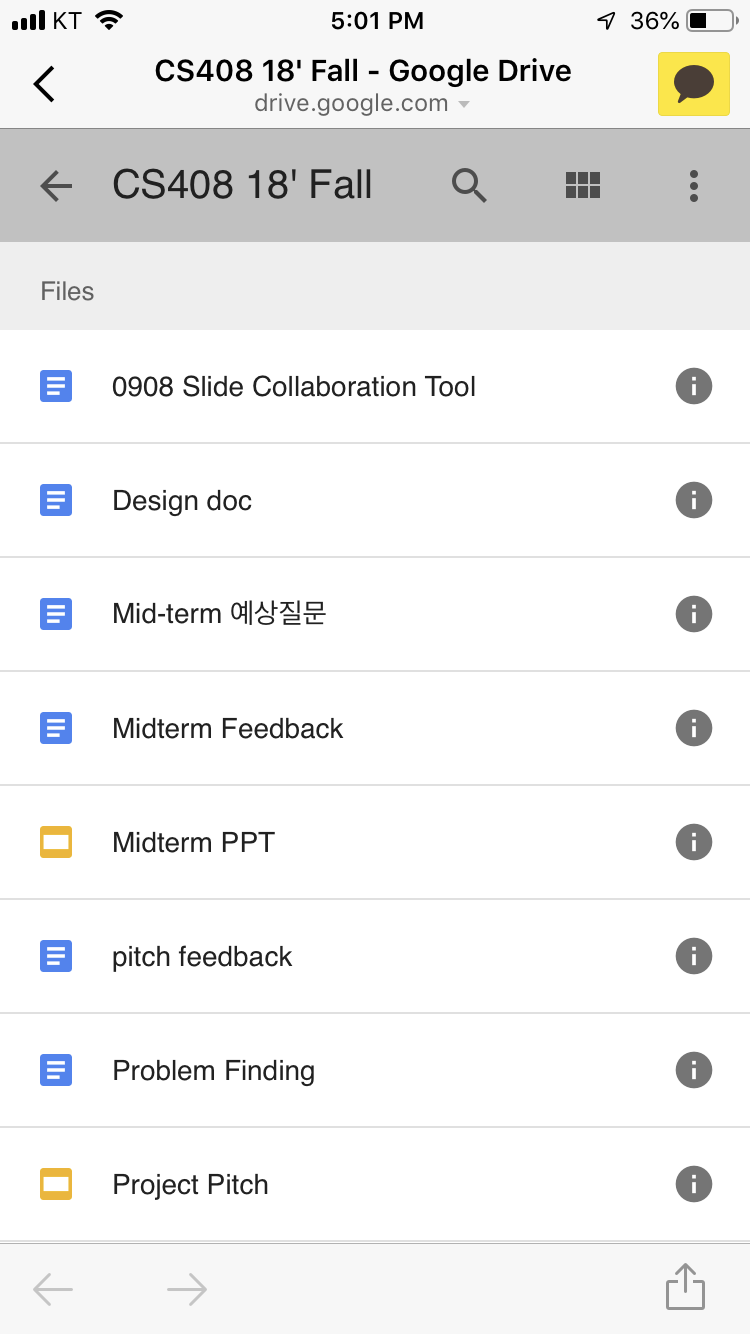 KT 5:01 PM 36%
CS408 18' Fall - Google Drive
drive.google.com
CS408 18' Fall
Files
0908 Slide Collaboration Tool
Design doc
Mid-term 예상질문
Midterm Feedback
Midterm PPT
pitch feedback
Problem Finding
Project Pitch